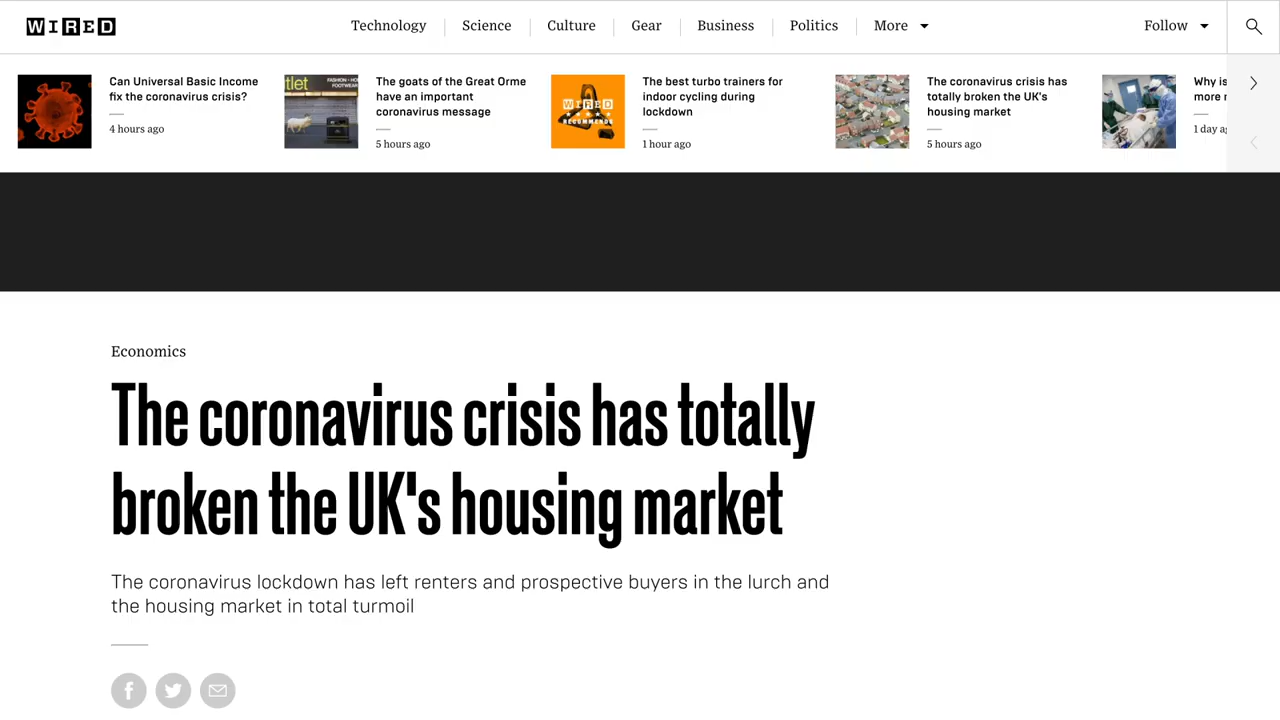 WIRED
Technology
Science
Culture
Gear
Business
Politics
More
Follow
Can Universal Basic Income
fix the coronavirus crisis?
4 hours ago
tlet
The goats of the Great Orme
have an important
coronavirus message
5 hours ago
WIRED
RECOMMENDS
The best turbo trainers for
indoor cycling during
lockdown
1 hour ago
The coronavirus crisis has
totally broken the UK's
housing market
5 hours ago
Why is
more
1 day
Economics
The coronavirus crisis has totally
broken the UK's housing market
The coronavirus lockdown has left renters and prospective buyers in the lurch and
the housing market in total turmoil